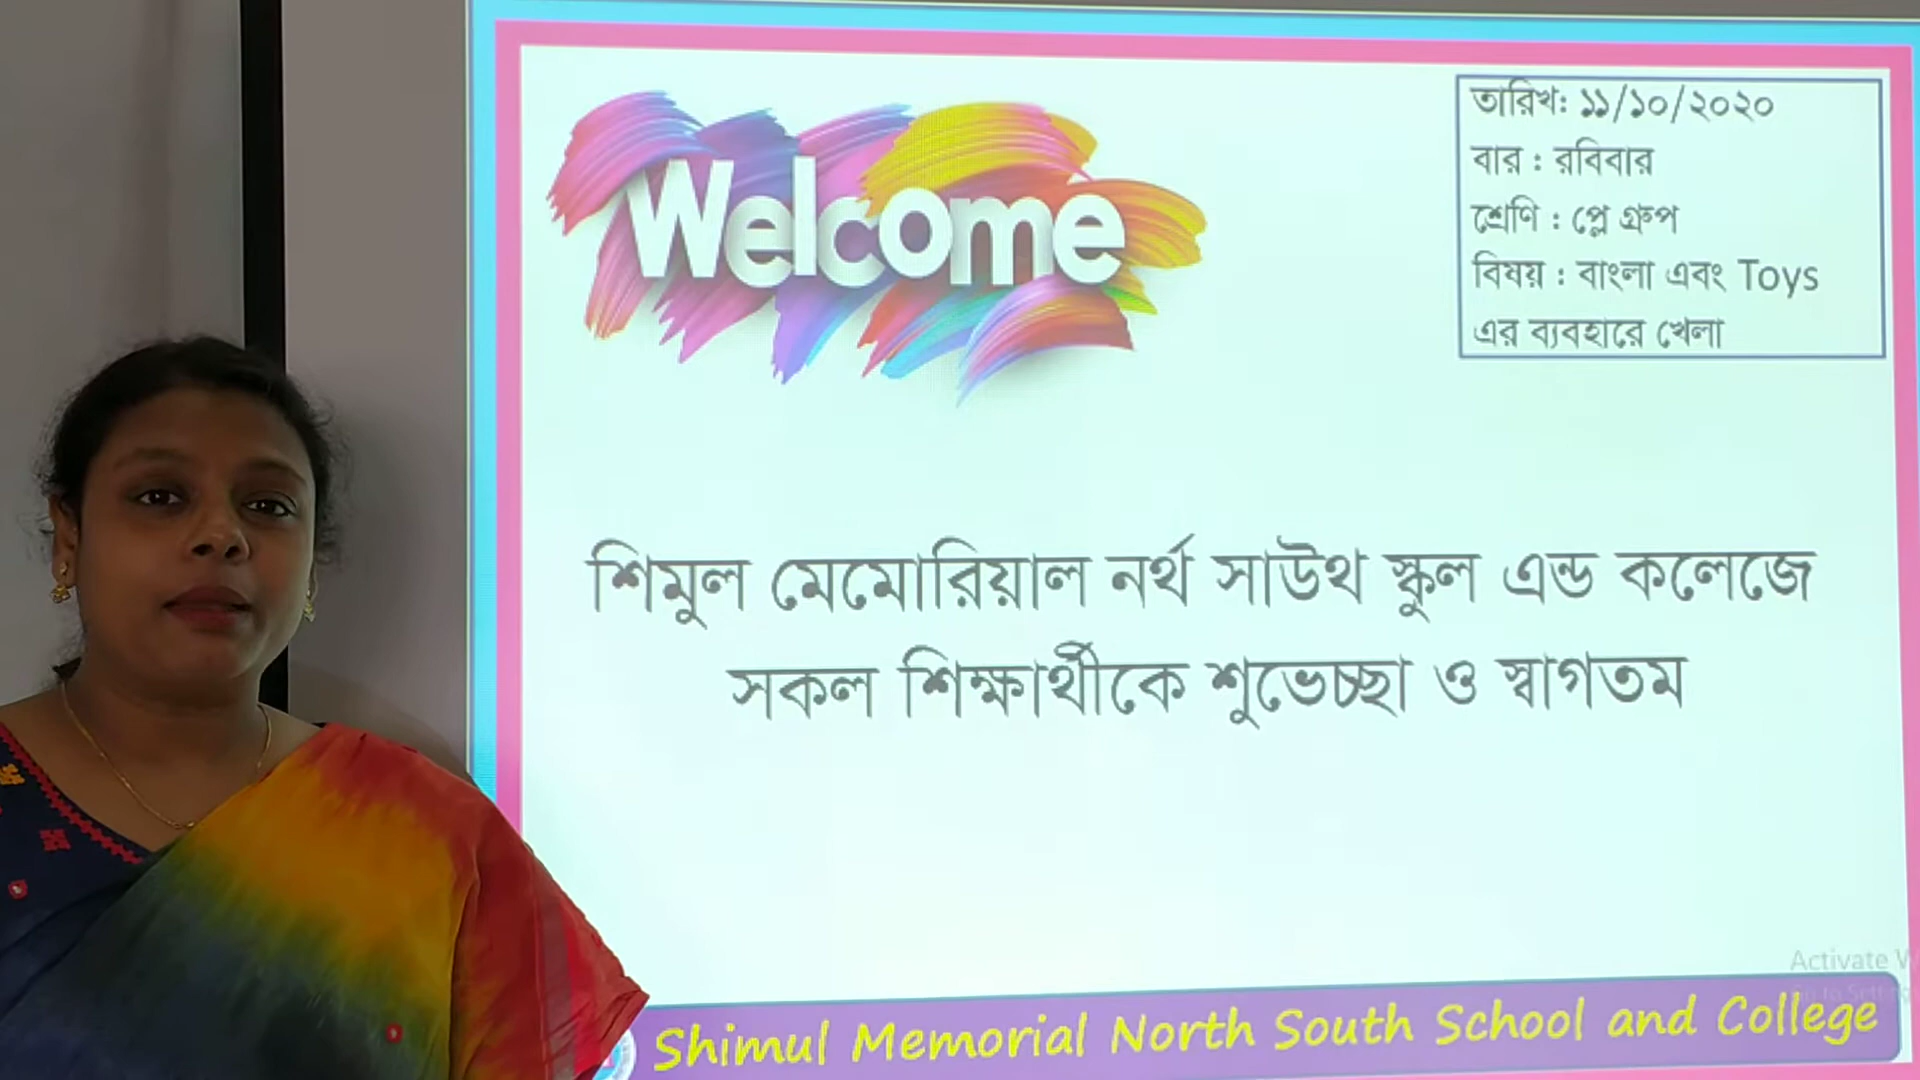 Welcome
তারিখ: ১১/১০/২০২০
বার : রবিবার
শ্রেণি : প্লে গ্রুপ
বিষয় : বাংলা এবং Toys
এর ব্যবহারে খেলা
শিমুল মেমোরিয়াল নর্থ সাউথ স্কুল এন্ড কলেজে
সকল শিক্ষার্থীকে শুভেচ্ছা ও স্বাগতম
Activate
Shimul Memorial North South School and College